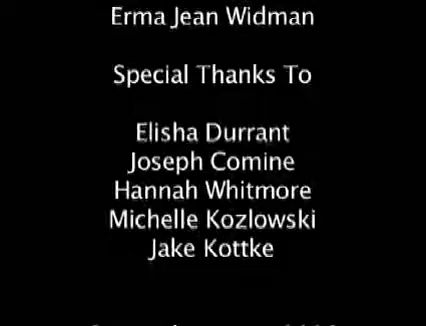 Erma Jean Widman
Special Thanks To
Elisha Durrant
Joseph Comine
Hannah Whitmore
Michelle Kozlowski
Jake Kottke